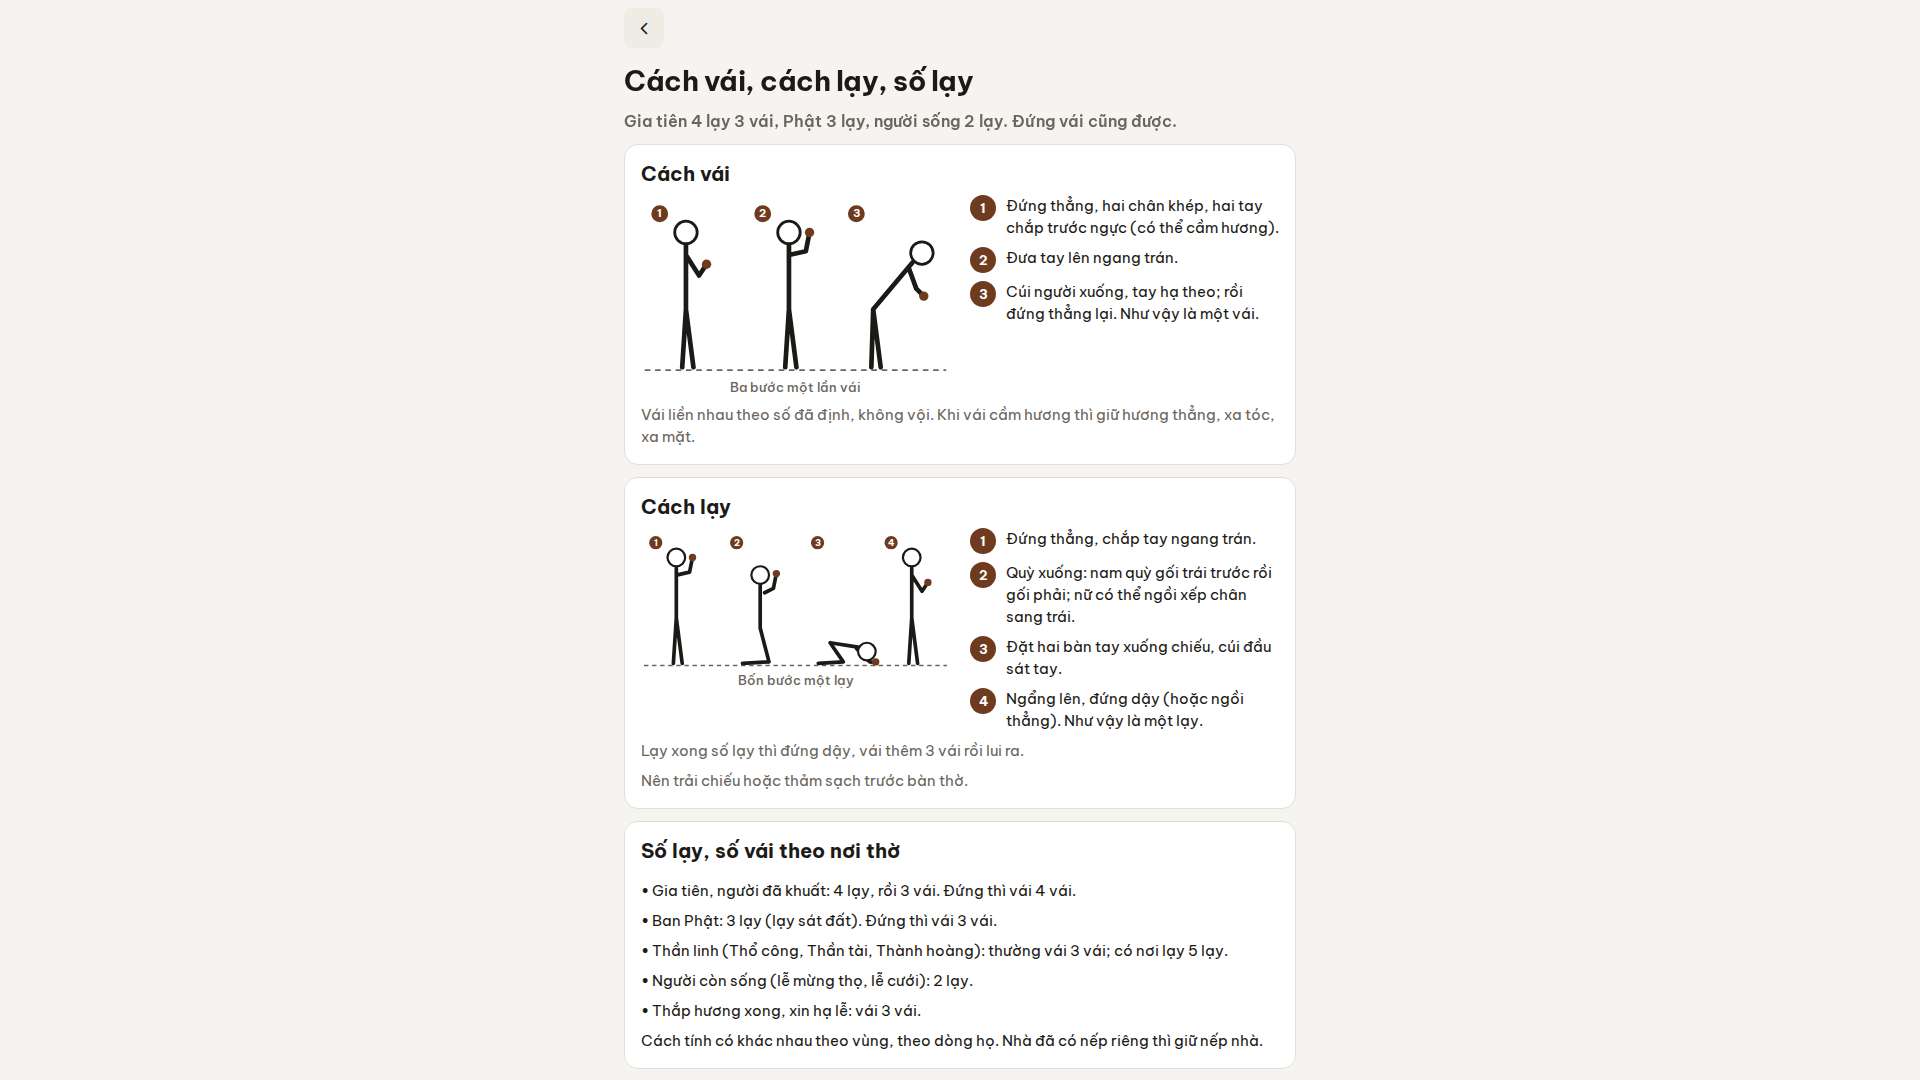 Cách vái, cách lạy, số lạy
Gia tiên 4 lạy 3 vái, Phật 3 lạy, người sống 2 lạy. Đứng vái cũng được.
Cách vái
1
2
3
Ba bước một lần vái
1 Đứng thẳng, hai chân khép, hai tay
chắp trước ngực (có thể cầm hương).
2 Đưa tay lên ngang trán.
3 Cúi người xuống, tay hạ theo; rồi
đứng thẳng lại. Như vậy là một vái.
Vái liền nhau theo số đã định, không vội. Khi vái cầm hương thì giữ hương thẳng, xa tóc,
xa mặt.
Cách lạy
1
2
3
4
Bốn bước một lạy
1 Đứng thẳng, chắp tay ngang trán.
2 Quỳ xuống: nam quỳ gối trái trước rồi
gối phải; nữ có thể ngồi xếp chân
sang trái.
3 Đặt hai bàn tay xuống chiếu, cúi đầu
sát tay.
4 Ngẩng lên, đứng dậy (hoặc ngồi
thẳng). Như vậy là một lạy.
Lạy xong số lạy thì đứng dậy, vái thêm 3 vái rồi lui ra.
Nên trải chiếu hoặc thảm sạch trước bàn thờ.
Số lạy, số vái theo nơi thờ
• Gia tiên, người đã khuất: 4 lạy, rồi 3 vái. Đứng thì vái 4 vái.
• Ban Phật: 3 lạy (lạy sát đất). Đứng thì vái 3 vái.
• Thần linh (Thổ công, Thần tài, Thành hoàng): thường vái 3 vái; có nơi lạy 5 lạy.
• Người còn sống (lễ mừng thọ, lễ cưới): 2 lạy.
• Thắp hương xong, xin hạ lễ: vái 3 vái.
Cách tính có khác nhau theo vùng, theo dòng họ. Nhà đã có nếp riêng thì giữ nếp nhà.